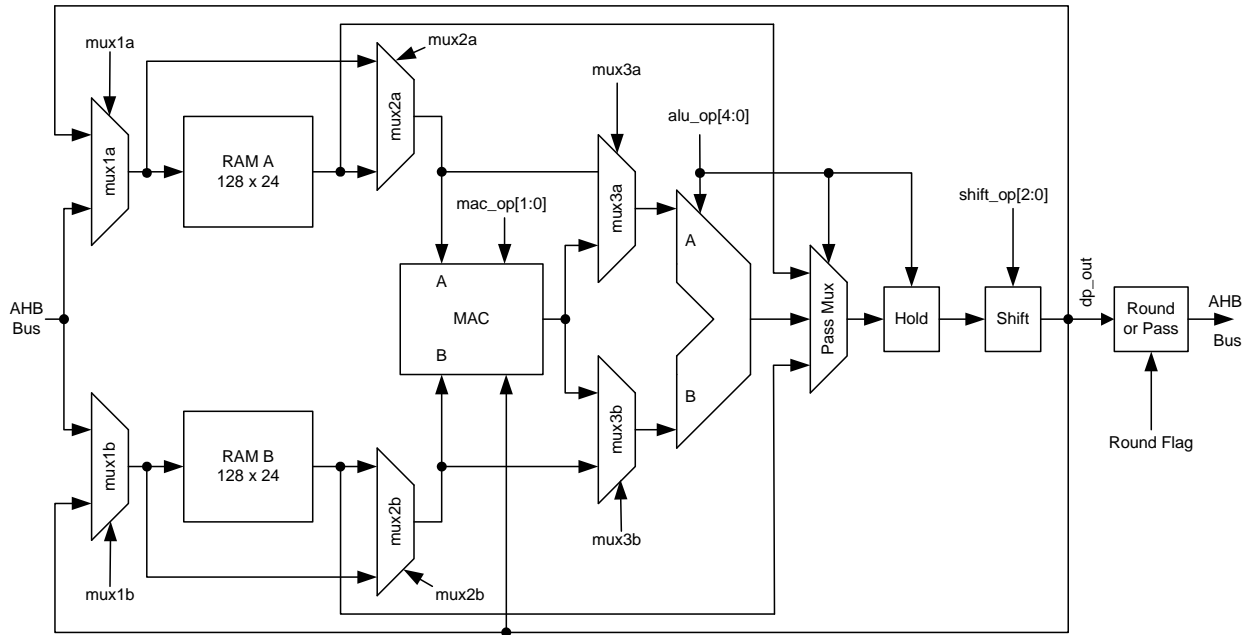 mux1a
mux2a
mux3a
alu_op[4:0]
mux1a
RAM A
128 x 24
mux2a
mac_op[1:0]
mux3a
shift_op[2:0]
A
A
MAC
B
B
AHB
Bus
Pass Mux
Hold
Shift
dp_out
Round
or Pass
AHB
Bus
mux1b
RAM B
128 x 24
mux2b
mux3b
Round Flag
mux1b
mux2b
mux3b